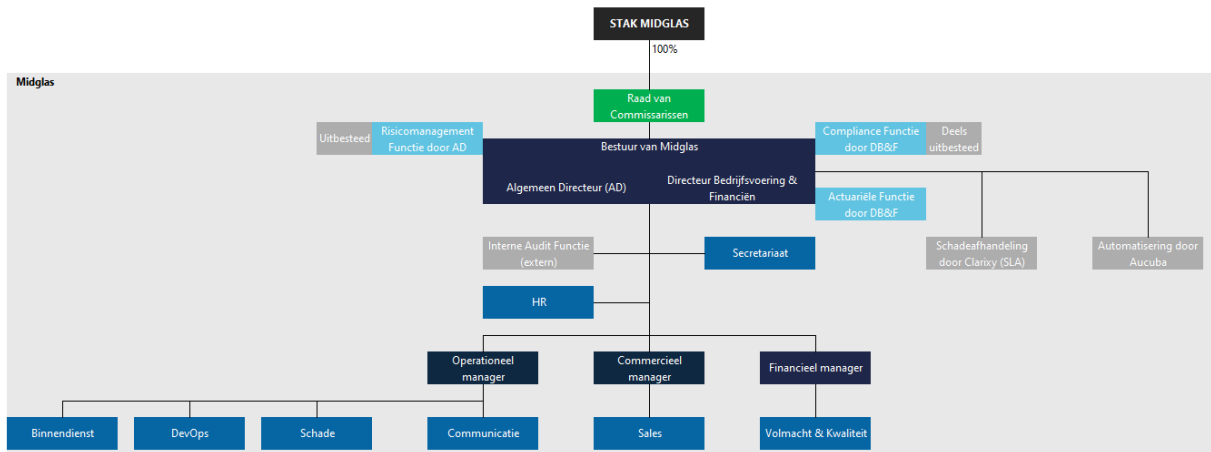 STAK MIDGLAS
100%
Midglas
Raad van
Commissarissen
Uitbesteed
Risicomanagement
Functie door AD
Bestuur van Midglas
Algemeen Directeur (AD)
Directeur Bedrijfsvoering &
Financiën
Compliance Functie
door DB&F
Deels
uitbesteed
Actuariële Functie
door DB&F
Interne Audit Functie
(extern)
Secretariaat
Schadeafhandeling
door Clarixy (SLA)
Automatisering door
Aucuba
HR
Operationeel
manager
Commercieel
manager
Financieel manager
Binnendienst
DevOps
Schade
Communicatie
Sales
Volmacht & Kwaliteit